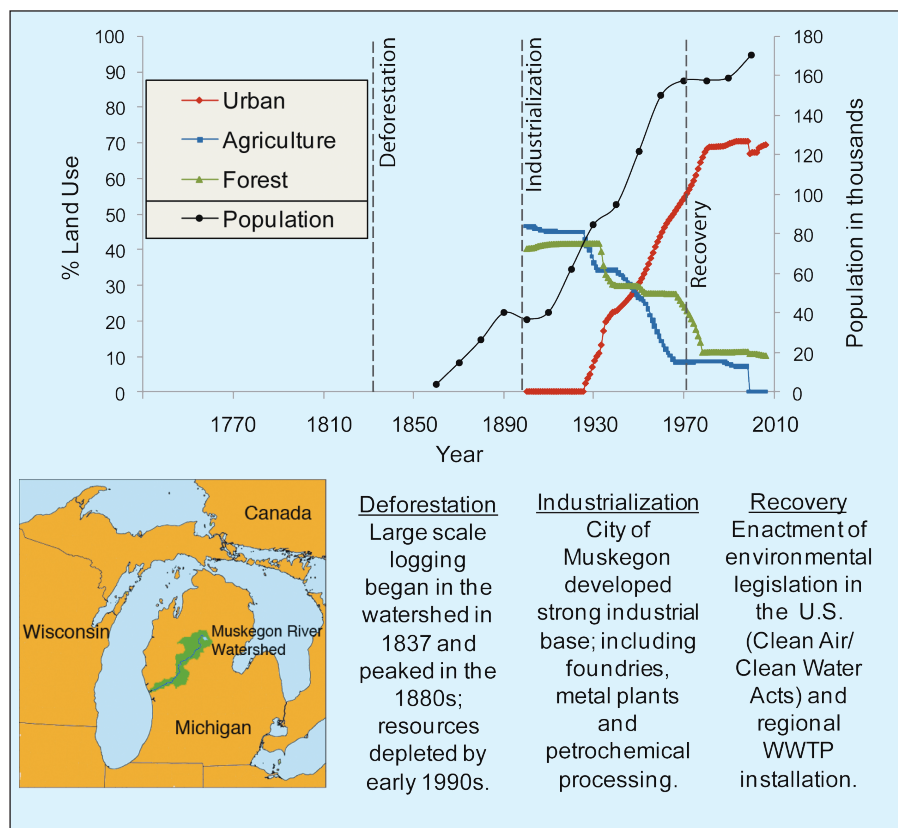 100
90
80
70
60
50
40
30
20
10
0
% Land Use
Urban
Agriculture
Forest
Population
Deforestation
Industrialization
Recovery
180
160
140
120
100
80
60
40
20
0
Population in thousands
1770
1810
1850
1890
1930
1970
2010
Year
Canada
Wisconsin
Muskegon River
Watershed
Michigan
Deforestation
Large scale
logging
began in the
watershed in
1837 and
peaked in the
1880s;
resources
depleted by
early 1990s.
Industrialization
City of
Muskegon
developed
strong industrial
base; including
foundries,
metal plants
and
petrochemical
processing.
Recovery
Enactment of
environmental
legislation in
the U.S.
(Clean Air/
Clean Water
Acts) and
regional
WWTP
installation.